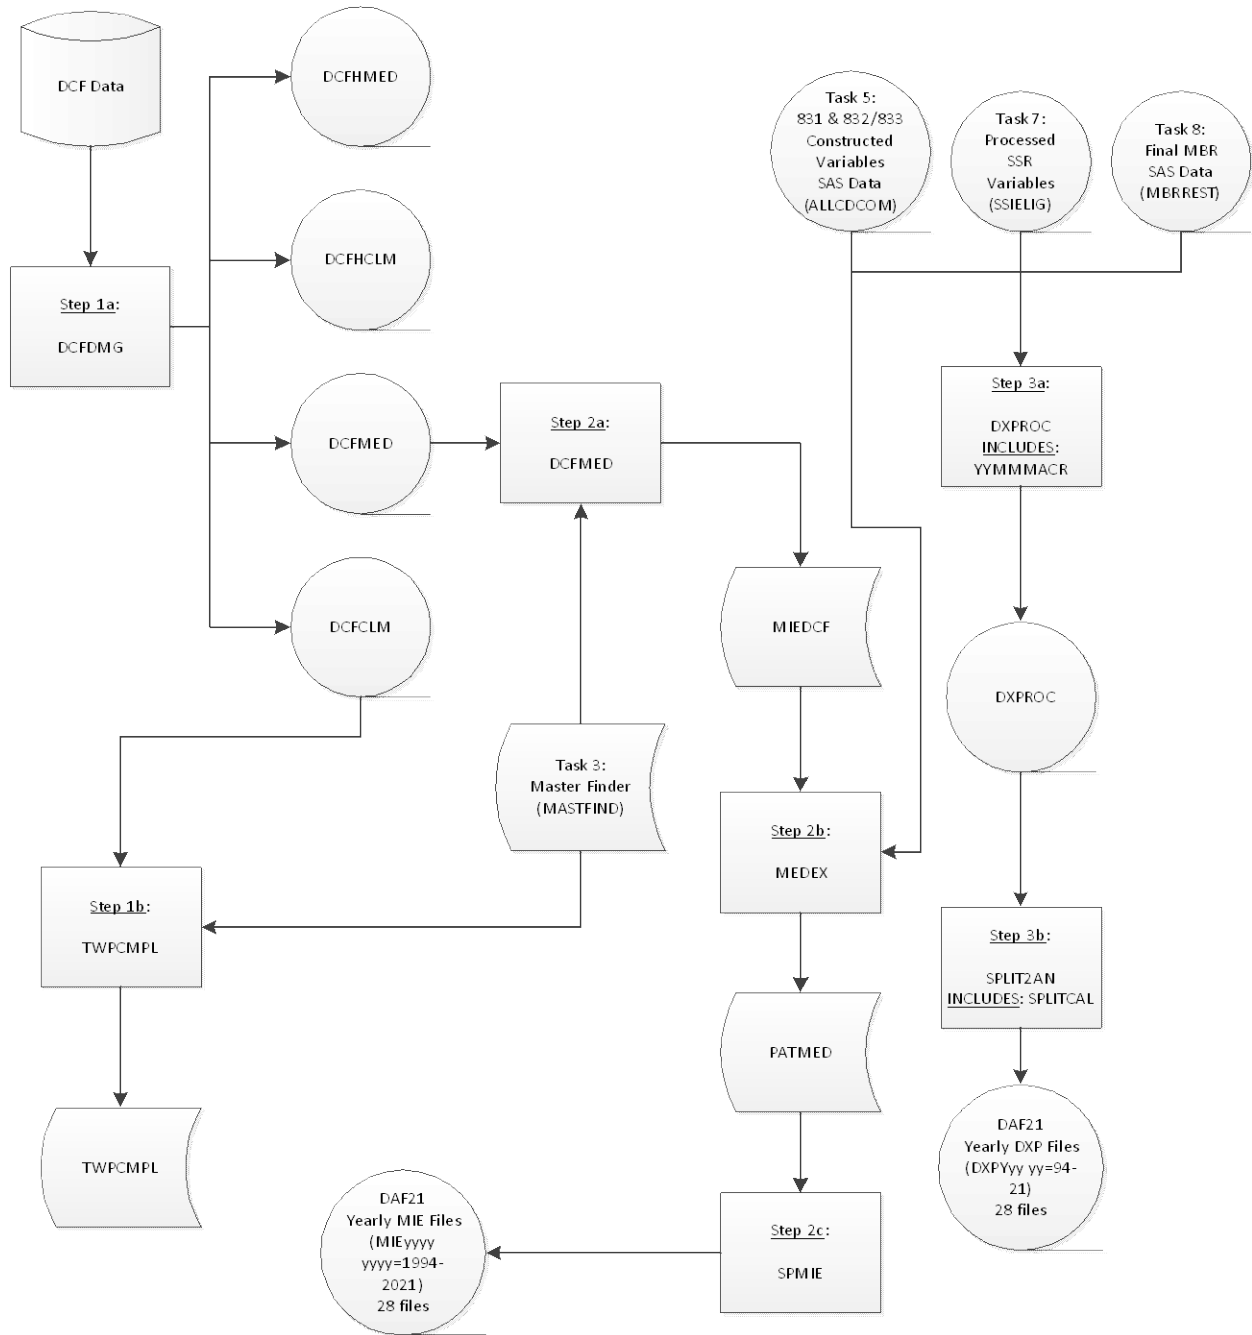 DCF Data
DCFHMED
Task 5:
831 & 832/833
Constructed
Variables
SAS Data
(ALLCDCOM)
Task 7:
Processed
SSR
Variables
(SSIELIG)
Task 8:
Final MBR
SAS Data
(MBRREST)
Step 1a:
DCFDMG
DCFHCLM
DCFMED
Step 2a:
DCFMED
Step 3a:
DXPROC
INCLUDES:
YYMMMACR
DCFCLM
MIEDCF
DXPROC
Task 3:
Master Finder
(MASTFIND)
Step 1b:
TWPCMPL
Step 2b:
MEDEX
Step 3b:
SPLIT2AN
INCLUDES: SPLITCAL
PATMED
TWPCMPL
DAF21
Yearly DXP Files
(DXPYyy yy=94-
21)
28 files
DAF21
Yearly MIE Files
(MIEyyyy
yyyy=1994-
2021)
28 files
Step 2c:
SPMIE